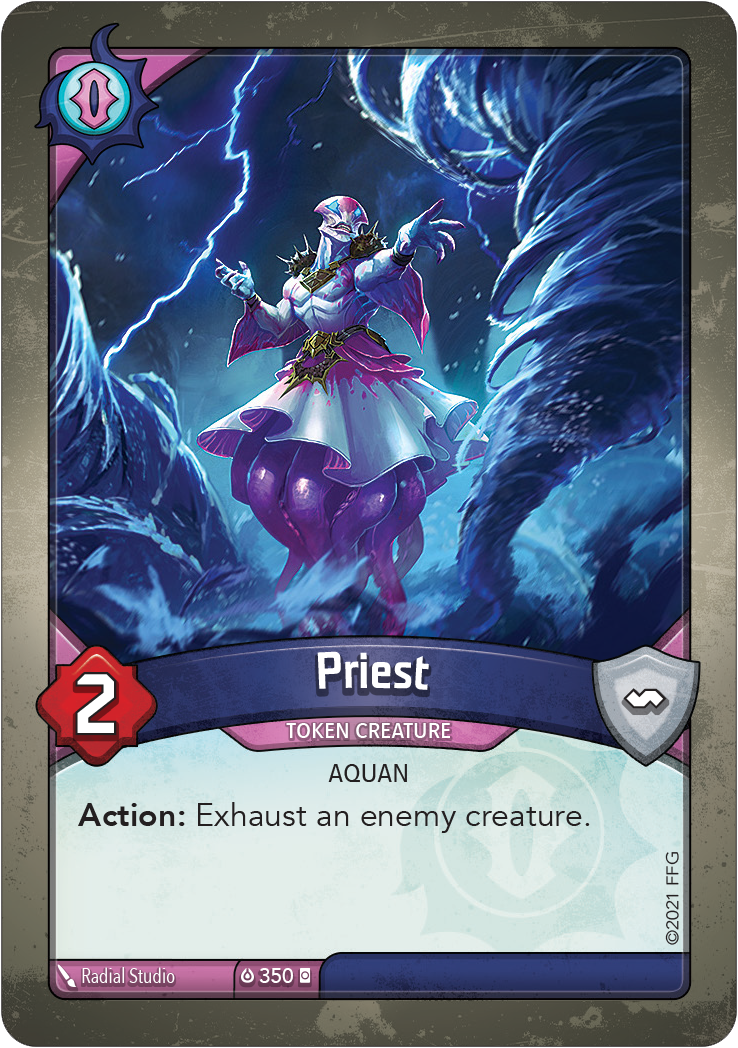 2
Priest
TOKEN CREATURE
AQUAN
Action: Exhaust an enemy creature.
©2021 FFG
Radial Studio
350